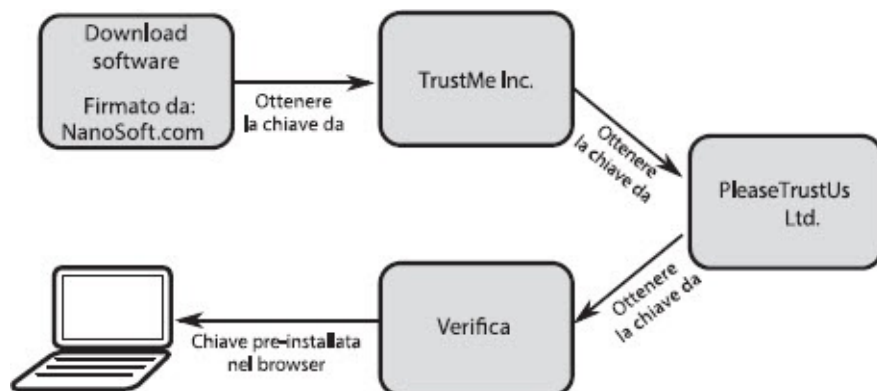 Download
software
Firmato da:
NanoSoft.com
Ottenere
la chiave da
TrustMe Inc.
Ottenere
la chiave da
PleaseTrustUs
Ltd.
Ottenere
la chiave da
Verifica
Chiave pre-installata
nel browser